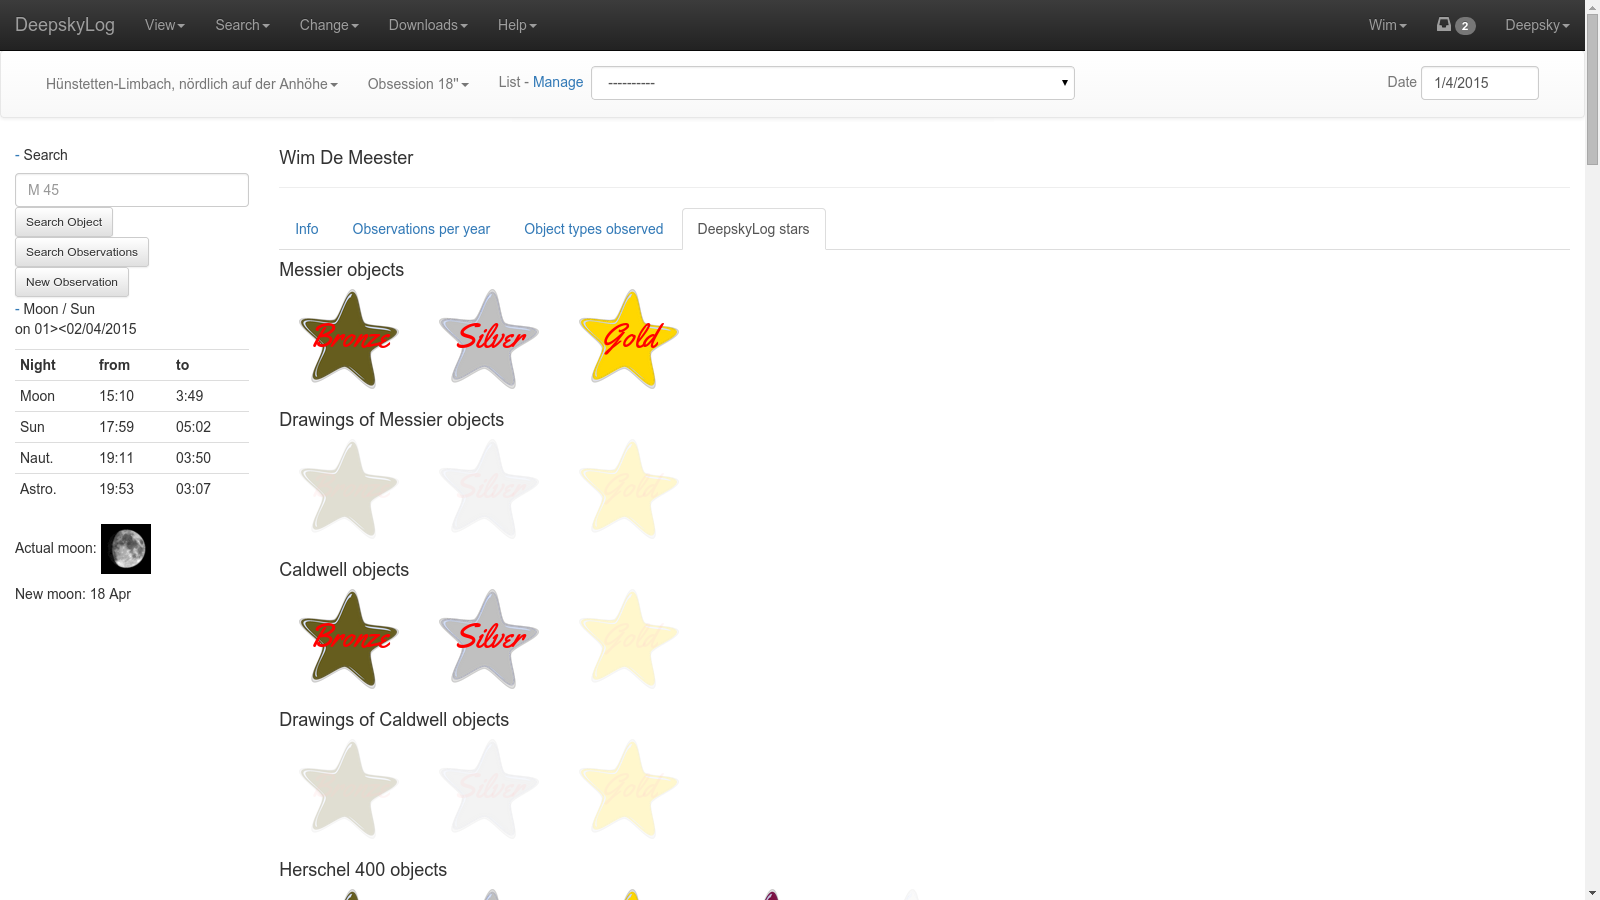 DeepskyLog View Search Change Downloads Help Wim 2 Deepsky
Hünstetten-Limbach, nördlich auf der Anhöhe Obsession 18" List - Manage ---------- Date 1/4/2015
- Search
M 45
Search Object
Search Observations
New Observation
- Moon / Sun
on 01><02/04/2015
Night from to
Moon 15:10 3:49
Sun 17:59 05:02
Naut. 19:11 03:50
Astro. 19:53 03:07
Actual moon:
New moon: 18 Apr
Wim De Meester
Info Observations per year Object types observed DeepskyLog stars
Messier objects
Bronze Silver Gold
Drawings of Messier objects
Silver Gold
Caldwell objects
Bronze Silver Gold
Drawings of Caldwell objects
Silver Gold
Herschel 400 objects